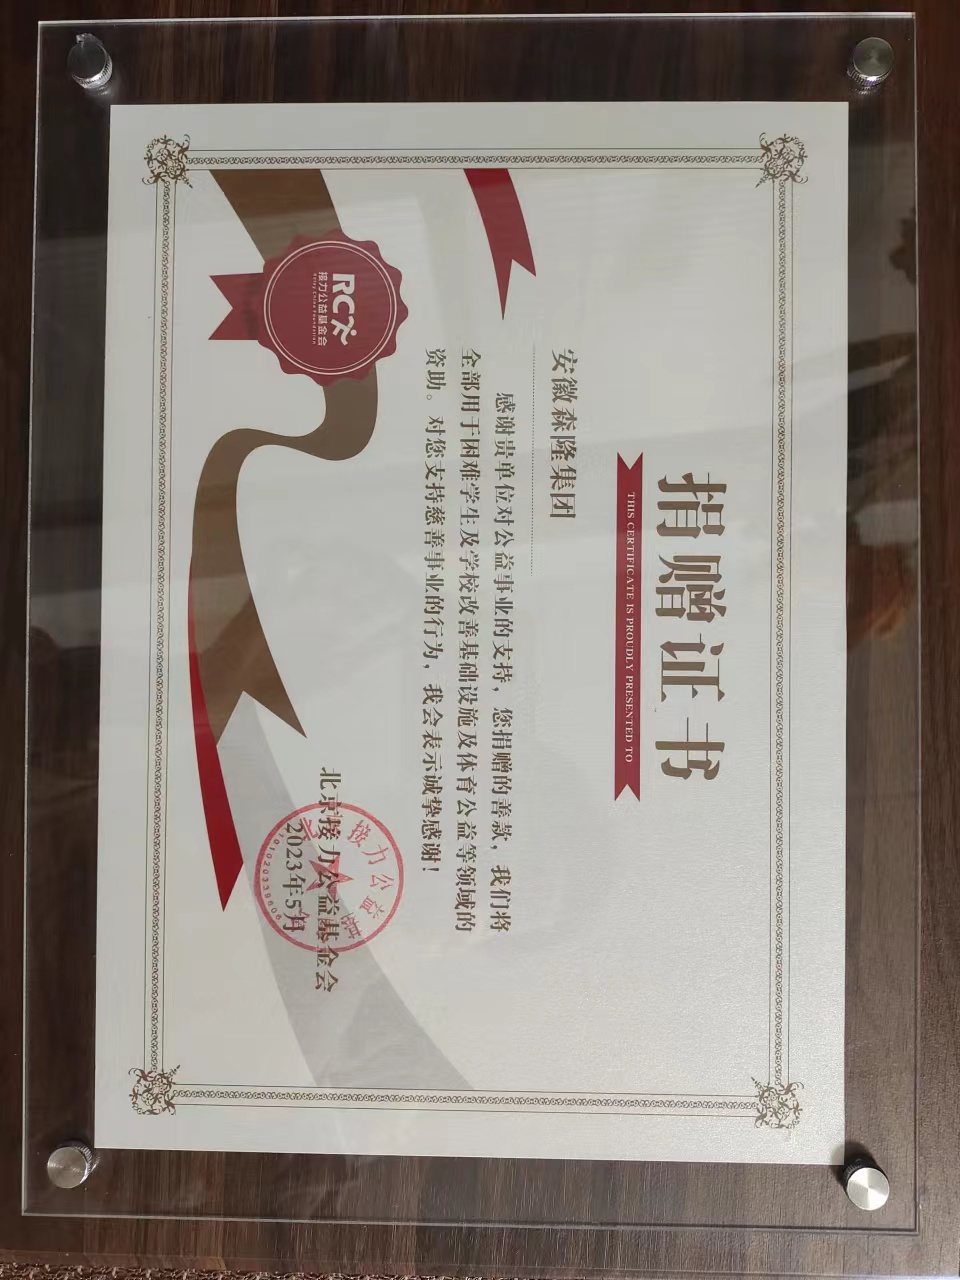 捐赠证书
THIS CERTIFICATE IS PROUDLY PRESENTED TO
安徽森隆集团
感谢贵单位对公益事业的支持，您捐赠的善款，我们将
全部用于困难学生及学校改善基础设施及体育公益等领域的
资助。对您支持慈善事业的行为，我会表示诚挚感谢！
RCF
接力公益基金会
北京接力公益基金会
2023年5月
接力公益